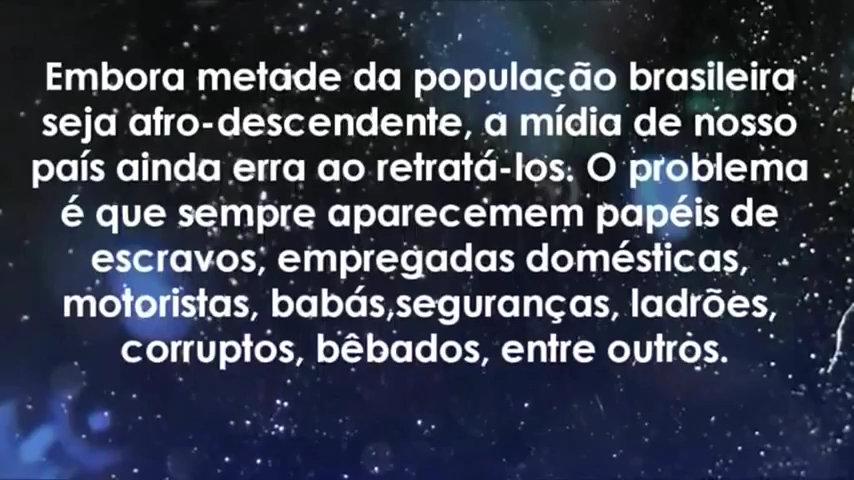 Embora metade da população brasileira
seja afro-descendente, a mídia de nosso
país ainda erra ao retratá-los. O problema
é que sempre aparecemem papéis de
escravos, empregadas domésticas,
motoristas, babás,seguranças, ladrões,
corruptos, bêbados, entre outros.